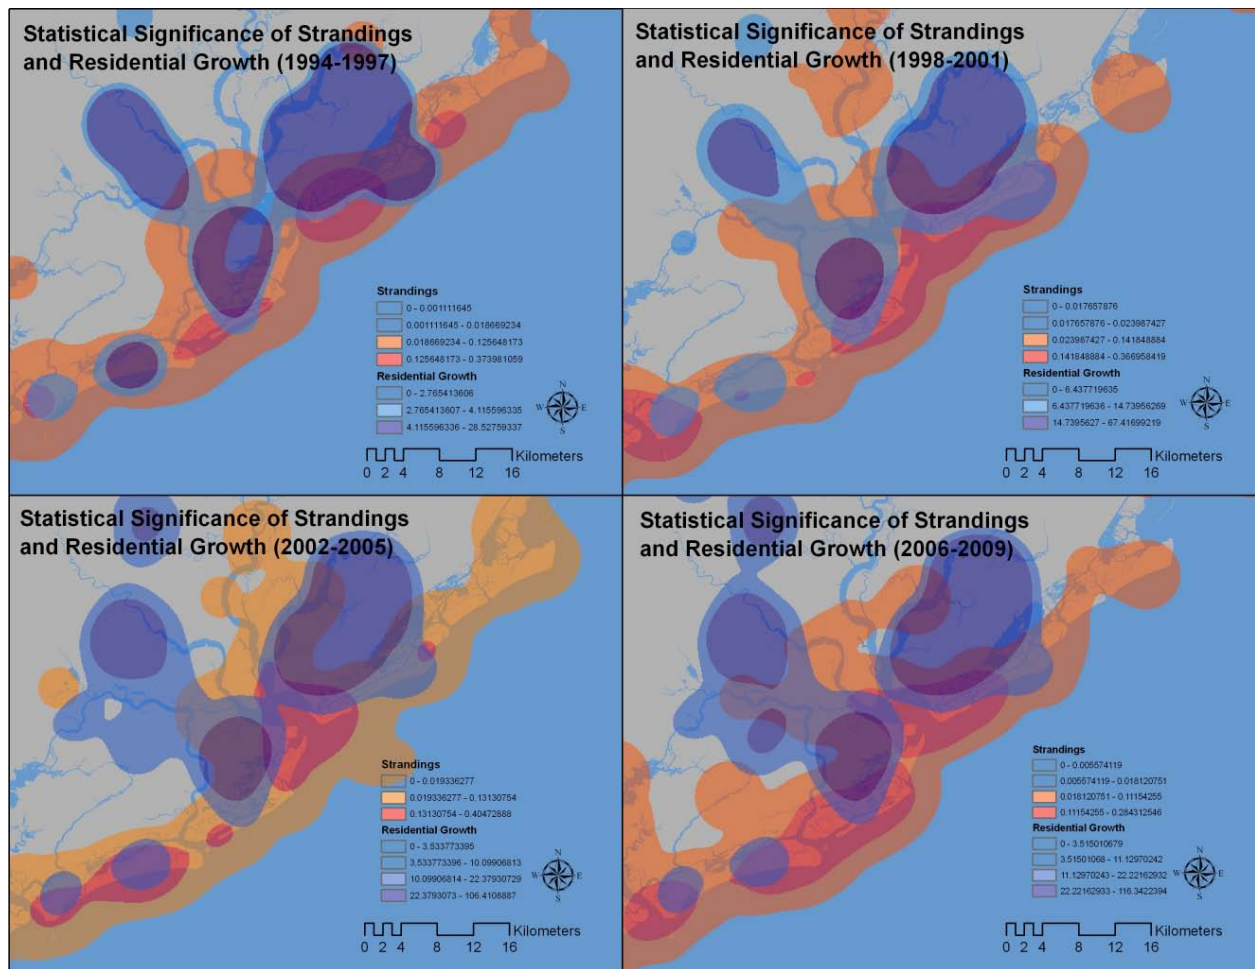 Statistical Significance of Strandings
and Residential Growth (1994-1997)
Strandings
0 - 0.001111645
0.001111645 - 0.018669234
0.018669234 - 0.125648173
0.125648173 - 0.373981059
Residential Growth
0 - 2.765413606
2.765413607 - 4.115596335
4.115596336 - 28.52759337
N
W E
S
Kilometers
0 2 4 8 12 16
Statistical Significance of Strandings
and Residential Growth (1998-2001)
Strandings
0 - 0.017657876
0.017657876 - 0.023987427
0.023987427 - 0.141848884
0.141848884 - 0.366958419
Residential Growth
0 - 6.437719635
6.437719636 - 14.73956269
14.7395627 - 67.41699219
N
W E
S
Kilometers
0 2 4 8 12 16
Statistical Significance of Strandings
and Residential Growth (2002-2005)
Strandings
0 - 0.019336277
0.019336277 - 0.13130754
0.13130754 - 0.40472888
Residential Growth
0 - 3.533773395
3.533773396 - 10.09906813
10.09906814 - 22.37930729
22.3793073 - 106.4108887
N
W E
S
Kilometers
0 2 4 8 12 16
Statistical Significance of Strandings
and Residential Growth (2006-2009)
Strandings
0 - 0.005574119
0.005574119 - 0.018120751
0.018120751 - 0.11154255
0.11154255 - 0.284312546
Residential Growth
0 - 3.515010679
3.51501068 - 11.12970242
11.12970243 - 22.22162932
22.22162933 - 116.3422394
N
W E
S
Kilometers
0 2 4 8 12 16